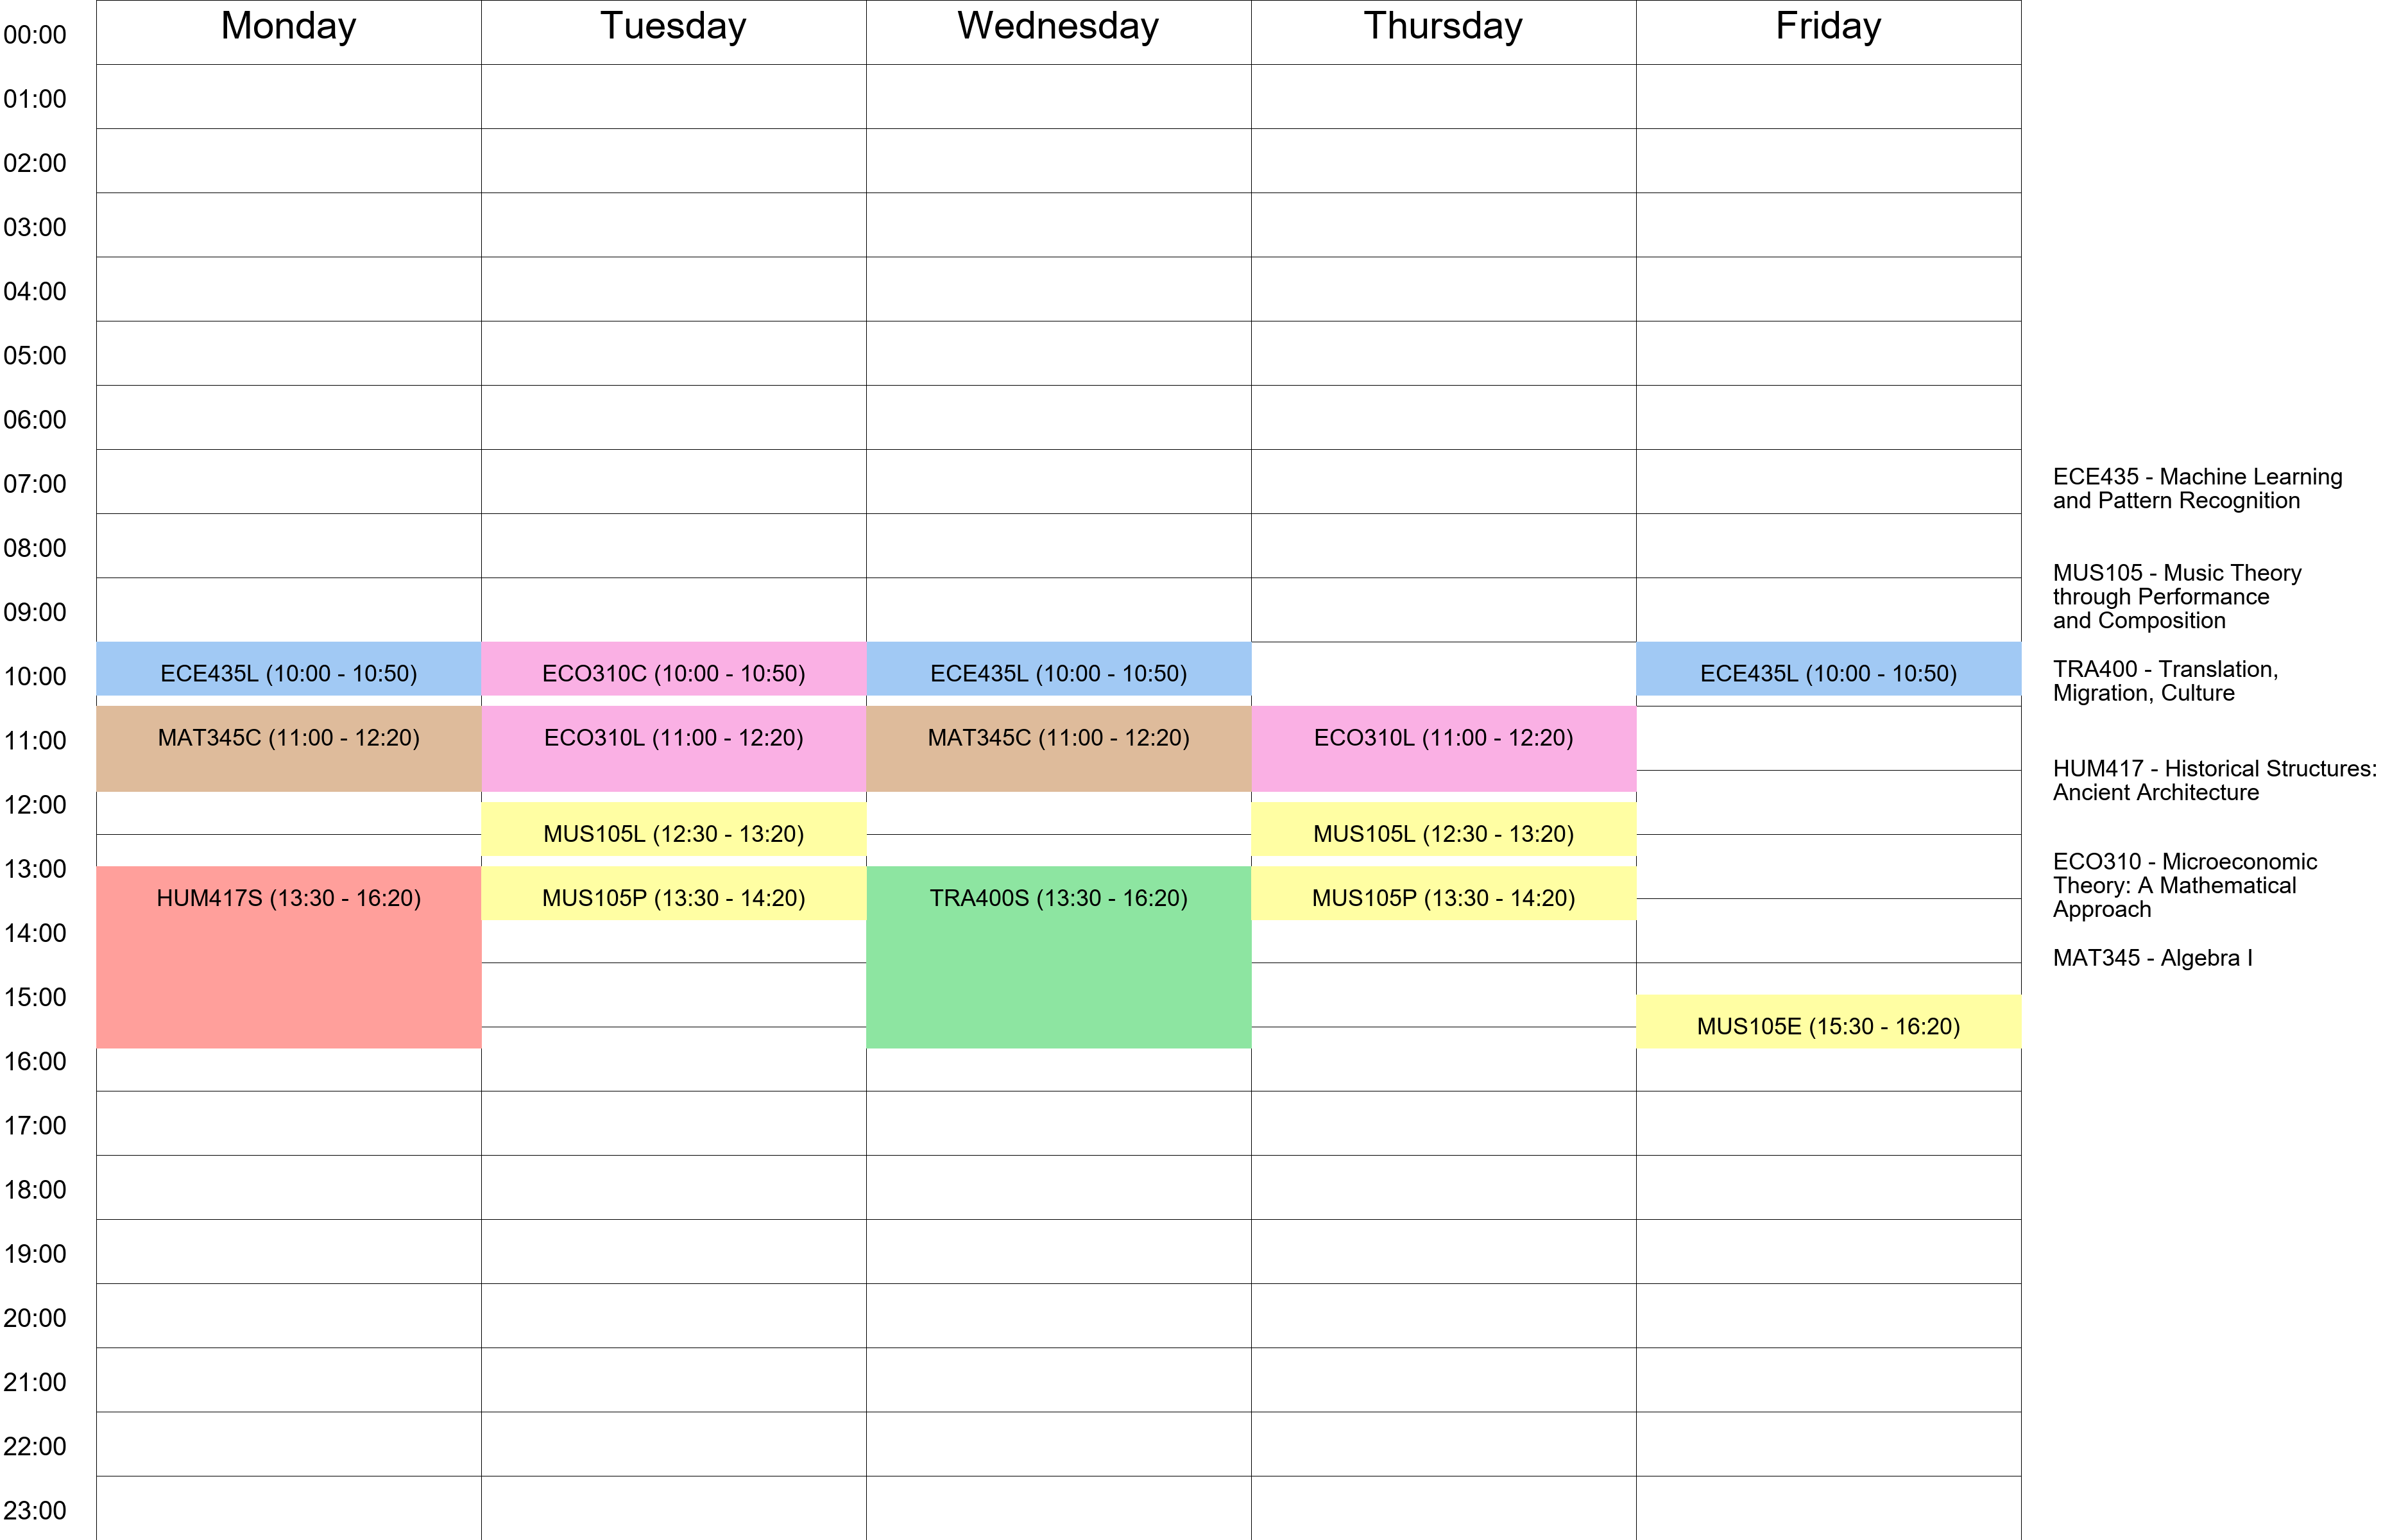 Monday Tuesday Wednesday Thursday Friday
00:00
01:00
02:00
03:00
04:00
05:00
06:00
07:00
08:00
09:00
10:00 ECE435L (10:00 - 10:50) ECO310C (10:00 - 10:50) ECE435L (10:00 - 10:50) ECE435L (10:00 - 10:50)
11:00 MAT345C (11:00 - 12:20) ECO310L (11:00 - 12:20) MAT345C (11:00 - 12:20) ECO310L (11:00 - 12:20)
12:00
MUS105L (12:30 - 13:20) MUS105L (12:30 - 13:20)
13:00
HUM417S (13:30 - 16:20) MUS105P (13:30 - 14:20) TRA400S (13:30 - 16:20) MUS105P (13:30 - 14:20)
14:00
15:00
MUS105E (15:30 - 16:20)
16:00
17:00
18:00
19:00
20:00
21:00
22:00
23:00
ECE435 - Machine Learning
and Pattern Recognition
MUS105 - Music Theory
through Performance
and Composition
TRA400 - Translation,
Migration, Culture
HUM417 - Historical Structures:
Ancient Architecture
ECO310 - Microeconomic
Theory: A Mathematical
Approach
MAT345 - Algebra I